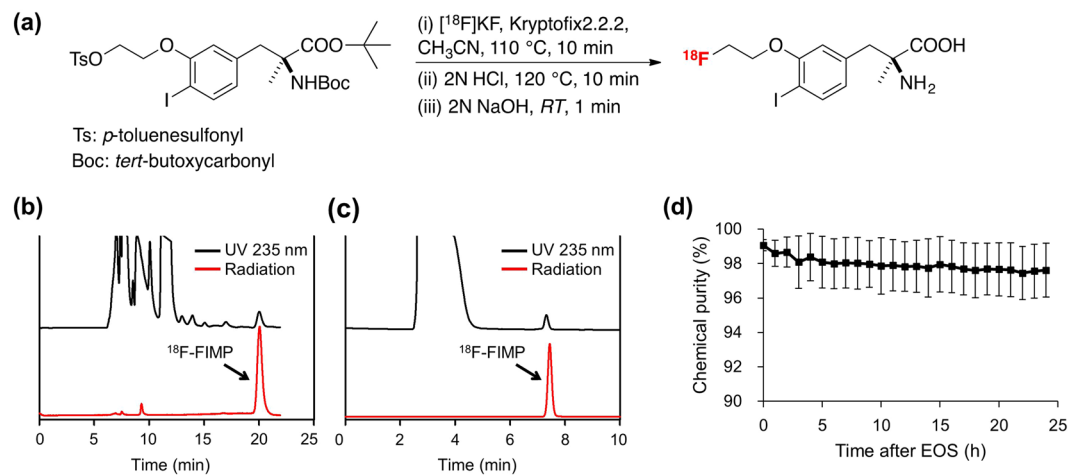 (a)
TsO
O
COO
NHBoc
I
(i) [¹⁸F]KF, Kryptofix2.2.2,
CH₃CN, 110 °C, 10 min
(ii) 2N HCl, 120 °C, 10 min
(iii) 2N NaOH, RT, 1 min
¹⁸F
O
COOH
NH₂
I
Ts: p-toluenesulfonyl
Boc: tert-butoxycarbonyl
(b)
UV 235 nm
Radiation
¹⁸F-FIMP
0 5 10 15 20 25
Time (min)
(c)
UV 235 nm
Radiation
¹⁸F-FIMP
0 2 4 6 8 10
Time (min)
(d)
Chemical purity (%)
100
98
96
94
92
90
0 5 10 15 20 25
Time after EOS (h)